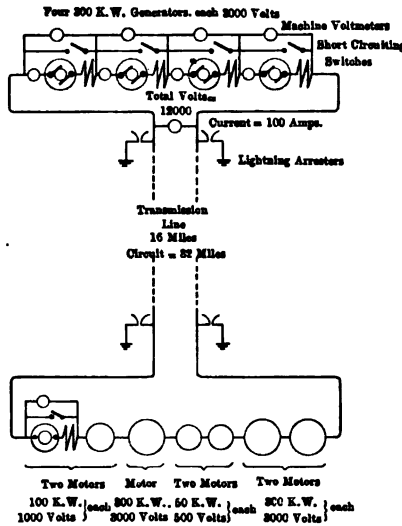 Four 300 K.W. Generators. each 3000 Volts
Machine Voltmeters
Short Circuiting
Switches
Total Volts=
12000
Current = 100 Amps.
Lightning Arresters
Transmission
Line
16 Miles
Circuit = 32 Miles
Two Motors Motor Two Motors Two Motors
100 K.W. 300 K.W. 50 K.W. 300 K.W.
1000 Volts } each 3000 Volts 500 Volts } each 3000 Volts } each